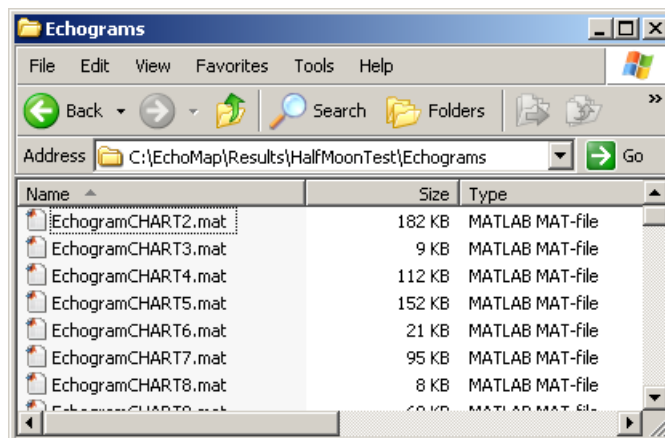 Echograms
File Edit View Favorites Tools Help
Back Search Folders »
Address C:\EchoMap\Results\HalfMoonTest\Echograms Go
Name Size Type
EchogramCHART2.mat 182 KB MATLAB MAT-file
EchogramCHART3.mat 9 KB MATLAB MAT-file
EchogramCHART4.mat 112 KB MATLAB MAT-file
EchogramCHART5.mat 152 KB MATLAB MAT-file
EchogramCHART6.mat 21 KB MATLAB MAT-file
EchogramCHART7.mat 95 KB MATLAB MAT-file
EchogramCHART8.mat 8 KB MATLAB MAT-file